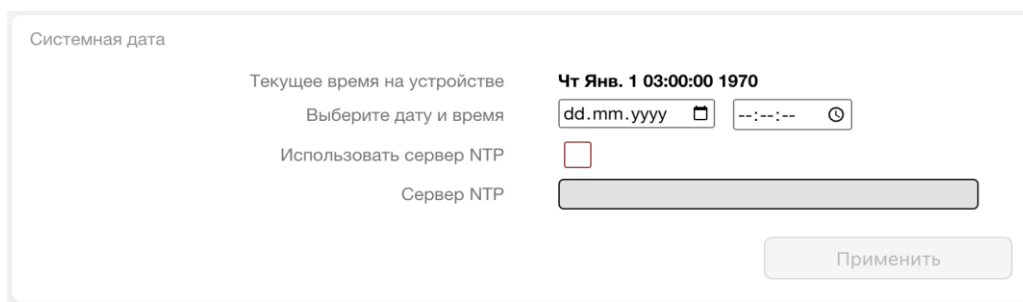 Системная дата
Текущее время на устройстве Чт Янв. 1 03:00:00 1970
Выберите дату и время dd.mm.yyyy --:--:--
Использовать сервер NTP
Сервер NTP
Применить